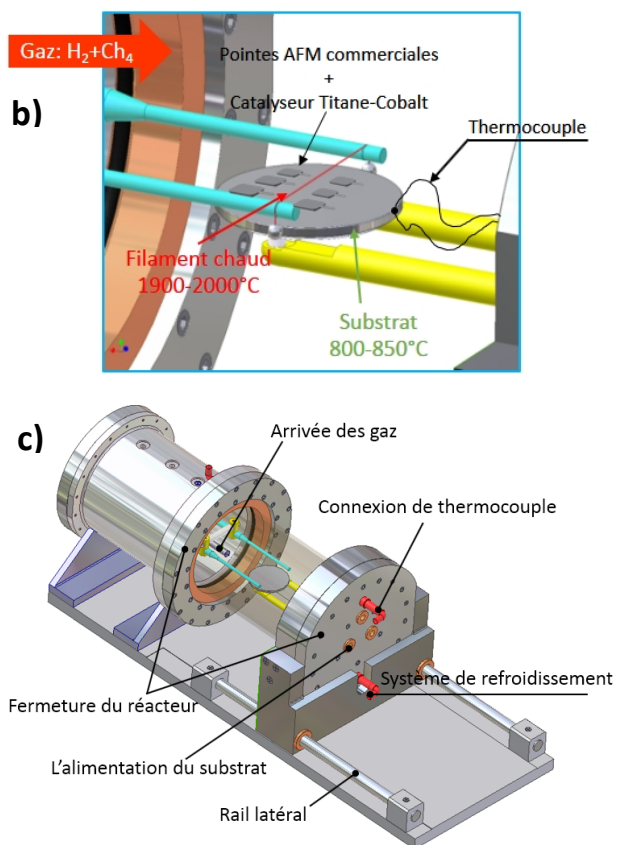 Gaz: H2+Ch4
Pointes AFM commerciales
+
Catalyseur Titane-Cobalt
b)
Thermocouple
Filament chaud
1900-2000°C
Substrat
800-850°C
c)
Arrivée des gaz
Connexion de thermocouple
Système de refroidissement
Fermeture du réacteur
L'alimentation du substrat
Rail latéral